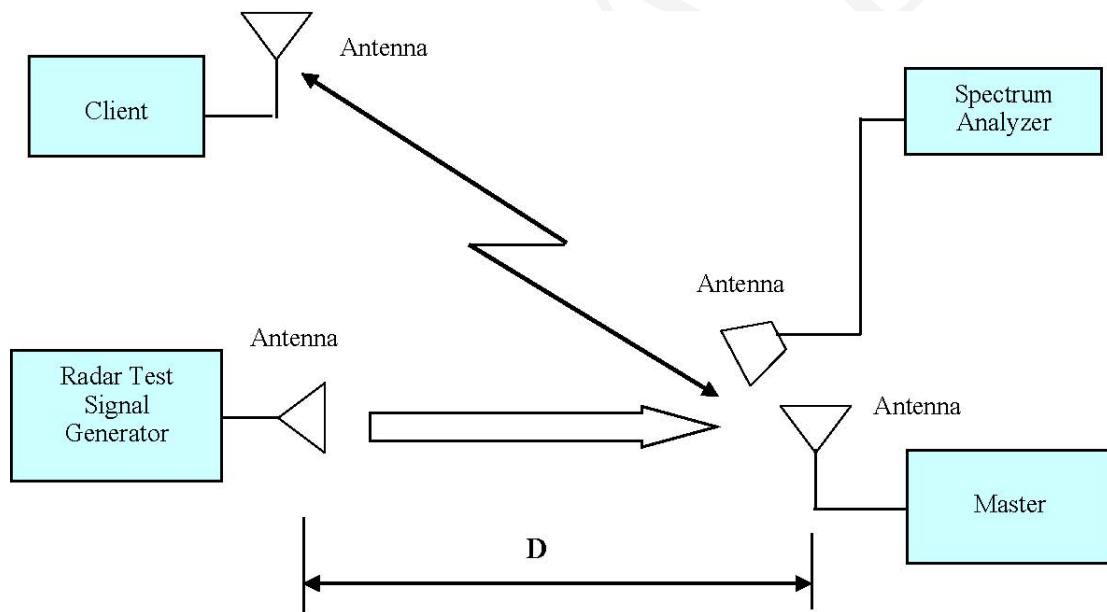 Antenna
Client
Spectrum
Analyzer
Antenna
Antenna
Radar Test
Signal
Generator
Antenna
Master
D